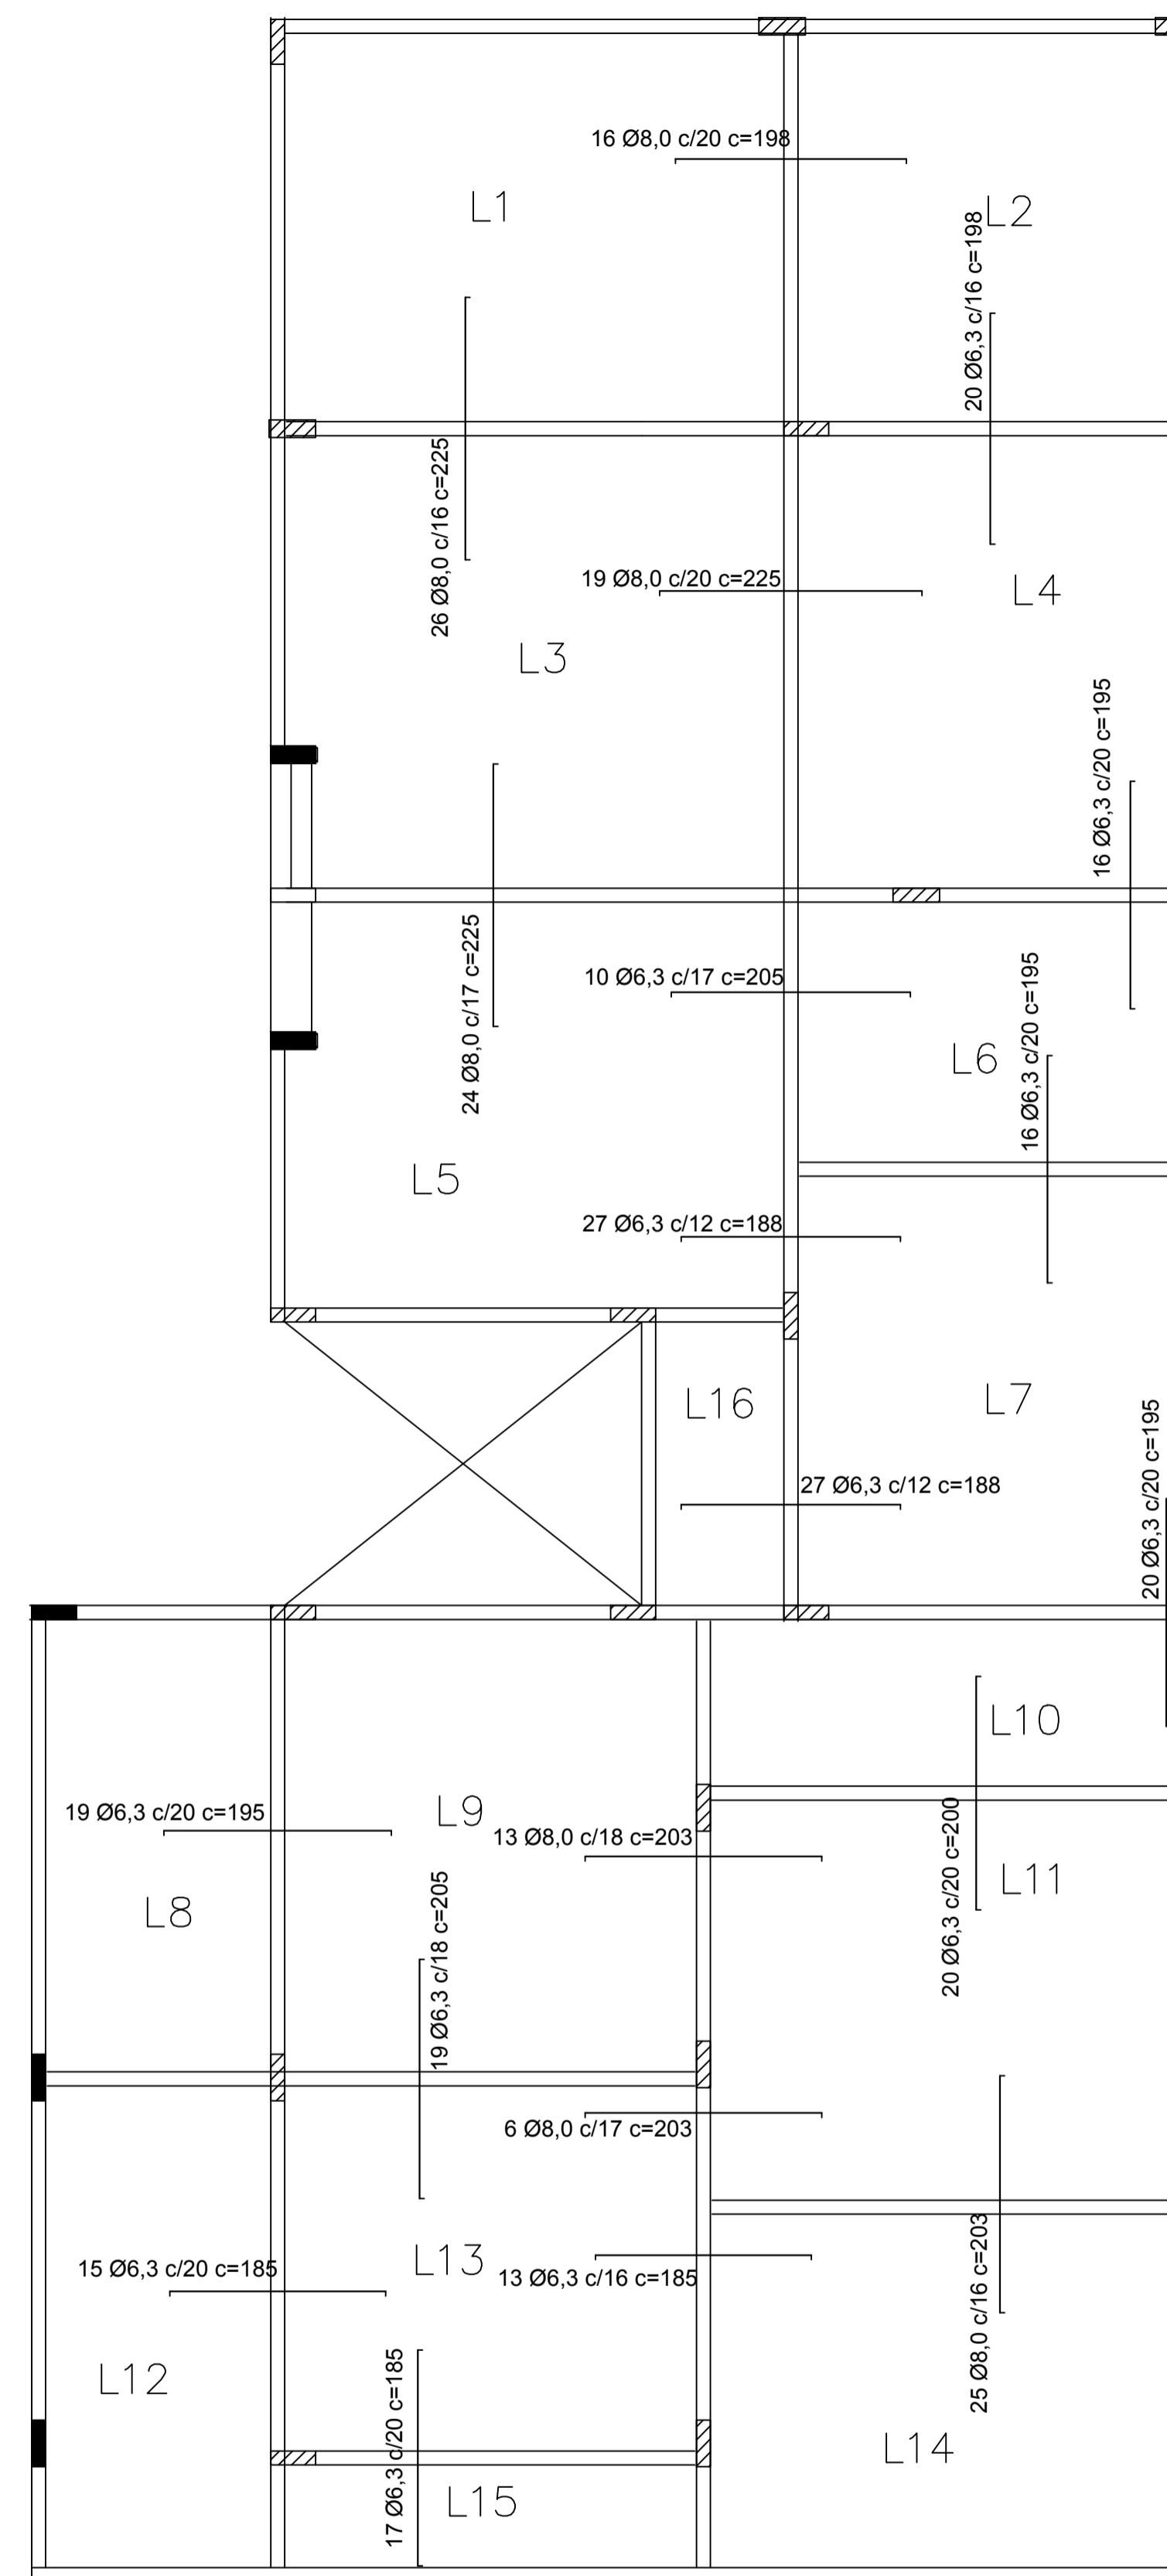 16 Ø8,0 c/20 c=198
L1
L2
20 Ø6,3 c/16 c=198
26 Ø8,0 c/16 c=225
19 Ø8,0 c/20 c=225
L4
L3
16 Ø6,3 c/20 c=195
24 Ø8,0 c/17 c=225
10 Ø6,3 c/17 c=205
16 Ø6,3 c/20 c=195
L6
L5
27 Ø6,3 c/12 c=188
L16
L7
20 Ø6,3 c/20 c=195
27 Ø6,3 c/12 c=188
L10
19 Ø6,3 c/20 c=195
L9
13 Ø8,0 c/18 c=203
20 Ø6,3 c/20 c=200
L11
L8
19 Ø6,3 c/18 c=205
6 Ø8,0 c/17 c=203
15 Ø6,3 c/20 c=185
L13
13 Ø6,3 c/16 c=185
25 Ø8,0 c/16 c=203
L12
17 Ø6,3 c/20 c=185
L14
L15